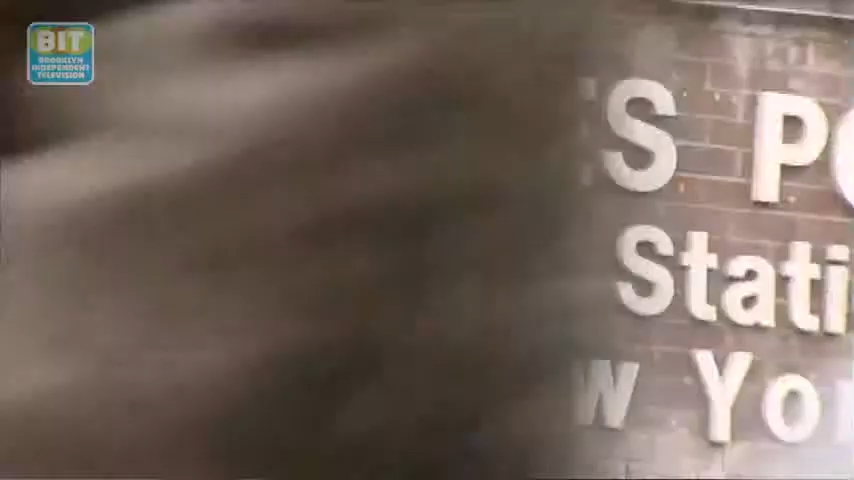 BIT
BROOKLYN
INDEPENDENT
TELEVISION
S P
Stati
w Yo